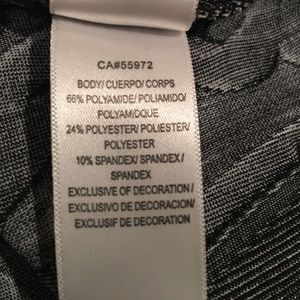 CA#55972
BODY/ CUERPO/ CORPS
66% POLYAMIDE/ POLIAMIDO/
POLYAMIDQUE
24% POLYESTER/ POLIESTER/
POLYESTER
10% SPANDEX/ SPANDEX /
SPANDEX
EXCLUSIVE OF DECORATION /
EXCLUSIVO DE DECORACION/
EXCLUSIF DE DECORATION